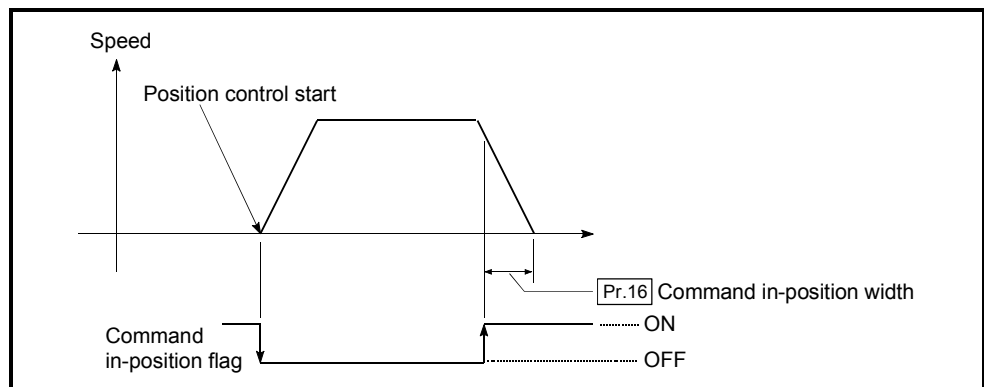 Speed
Position control start
Pr.16 Command in-position width
Command
in-position flag
ON
OFF